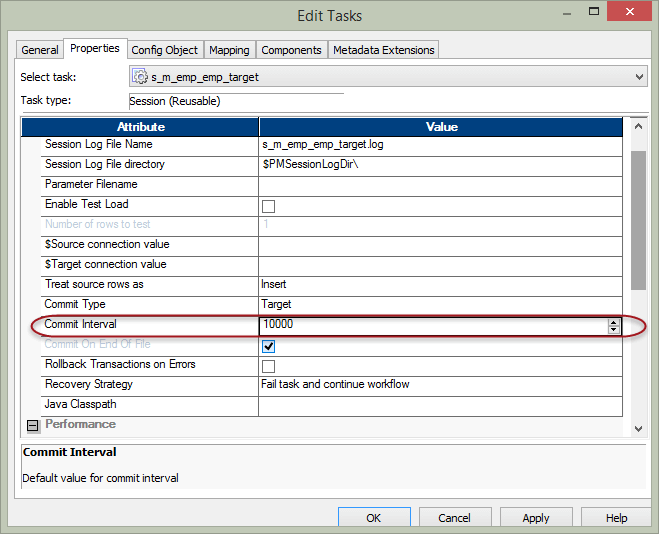 Edit Tasks
General Properties Config Object Mapping Components Metadata Extensions
Select task: s_m_emp_emp_target
Task type: Session (Reusable)
Attribute Value
Session Log File Name s_m_emp_emp_target.log
Session Log File directory $PMSessionLogDir\
Parameter Filename
Enable Test Load
Number of rows to test 1
$Source connection value
$Target connection value
Treat source rows as Insert
Commit Type Target
Commit Interval 10000
Commit On End Of File
Rollback Transactions on Errors
Recovery Strategy Fail task and continue workflow
Java Classpath
Performance
Commit Interval
Default value for commit interval
OK Cancel Apply Help